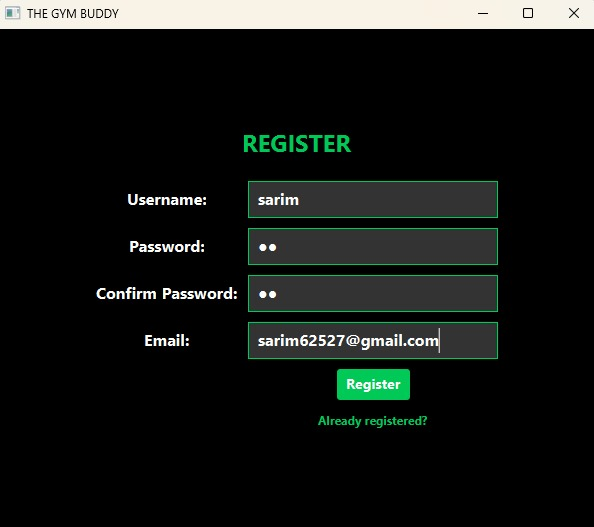 THE GYM BUDDY
REGISTER
Username: sarim
Password: ●●
Confirm Password: ●●
Email: sarim62527@gmail.com
Register
Already registered?